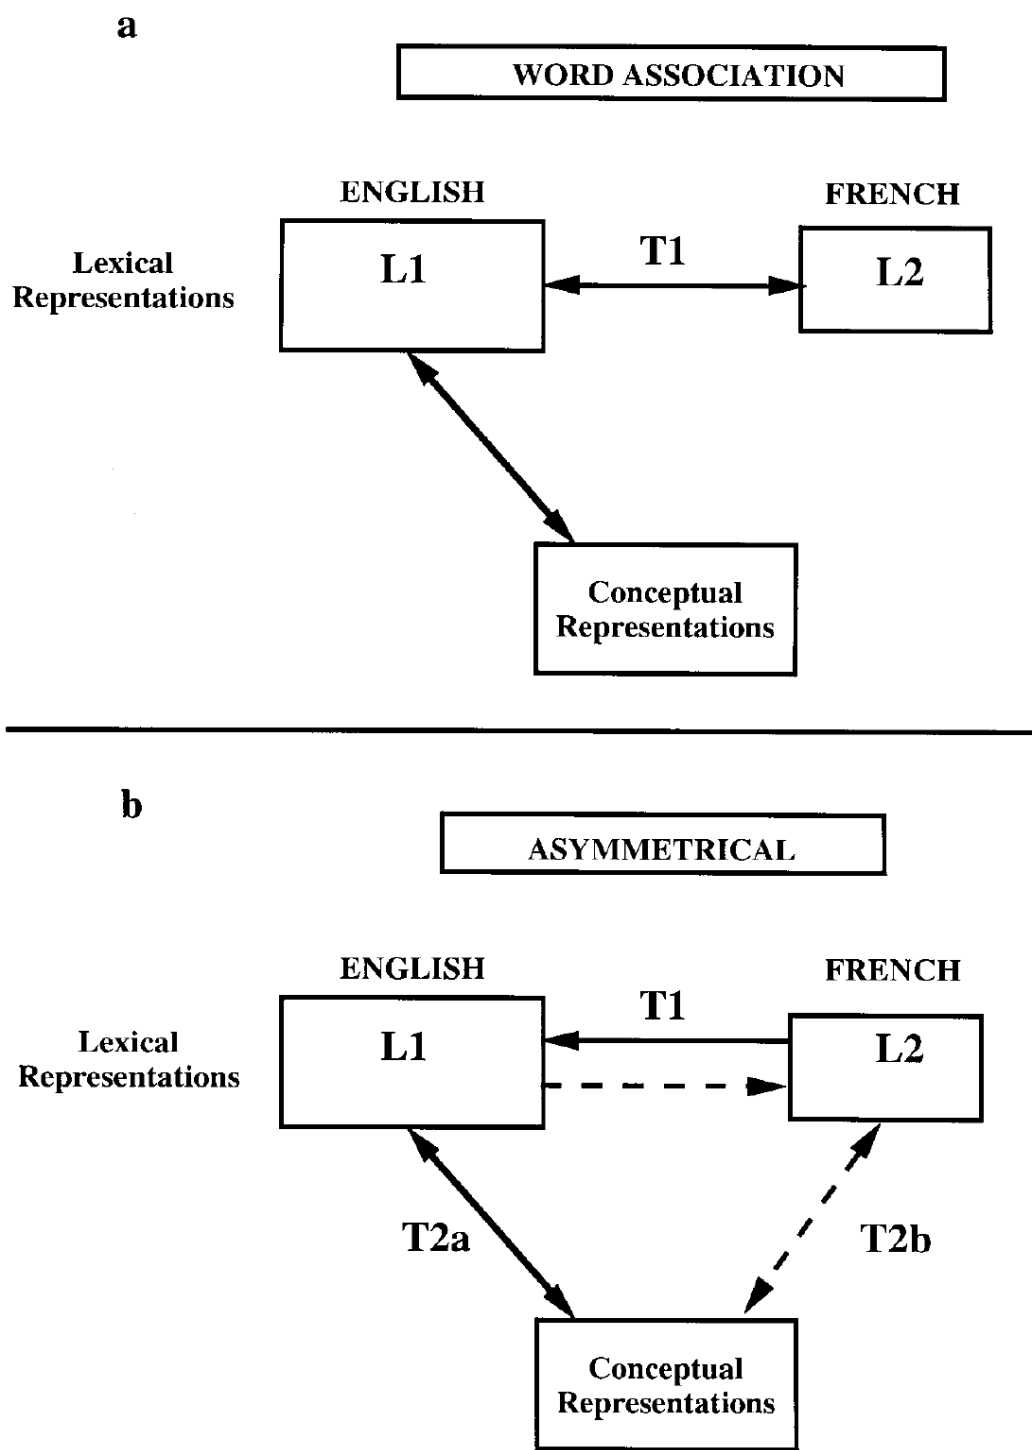 a
WORD ASSOCIATION
ENGLISH
FRENCH
Lexical
Representations
L1
T1
L2
Conceptual
Representations
b
ASYMMETRICAL
ENGLISH
FRENCH
Lexical
Representations
L1
T1
L2
T2a
T2b
Conceptual
Representations